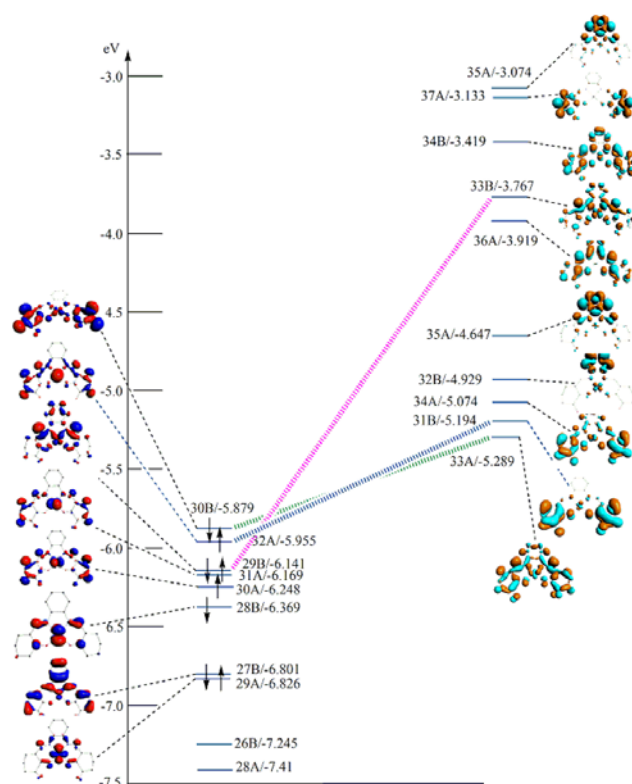 eV
-3.0
-3.5
-4.0
-4.5
-5.0
-5.5
-6.0
-6.5
-7.0
-7.5
30B/-5.879
32A/-5.955
29B/-6.141
31A/-6.169
30A/-6.248
28B/-6.369
27B/-6.801
29A/-6.826
26B/-7.245
28A/-7.41
35A/-3.074
37A/-3.133
34B/-3.419
33B/-3.767
36A/-3.919
35A/-4.647
32B/-4.929
34A/-5.074
31B/-5.194
33A/-5.289